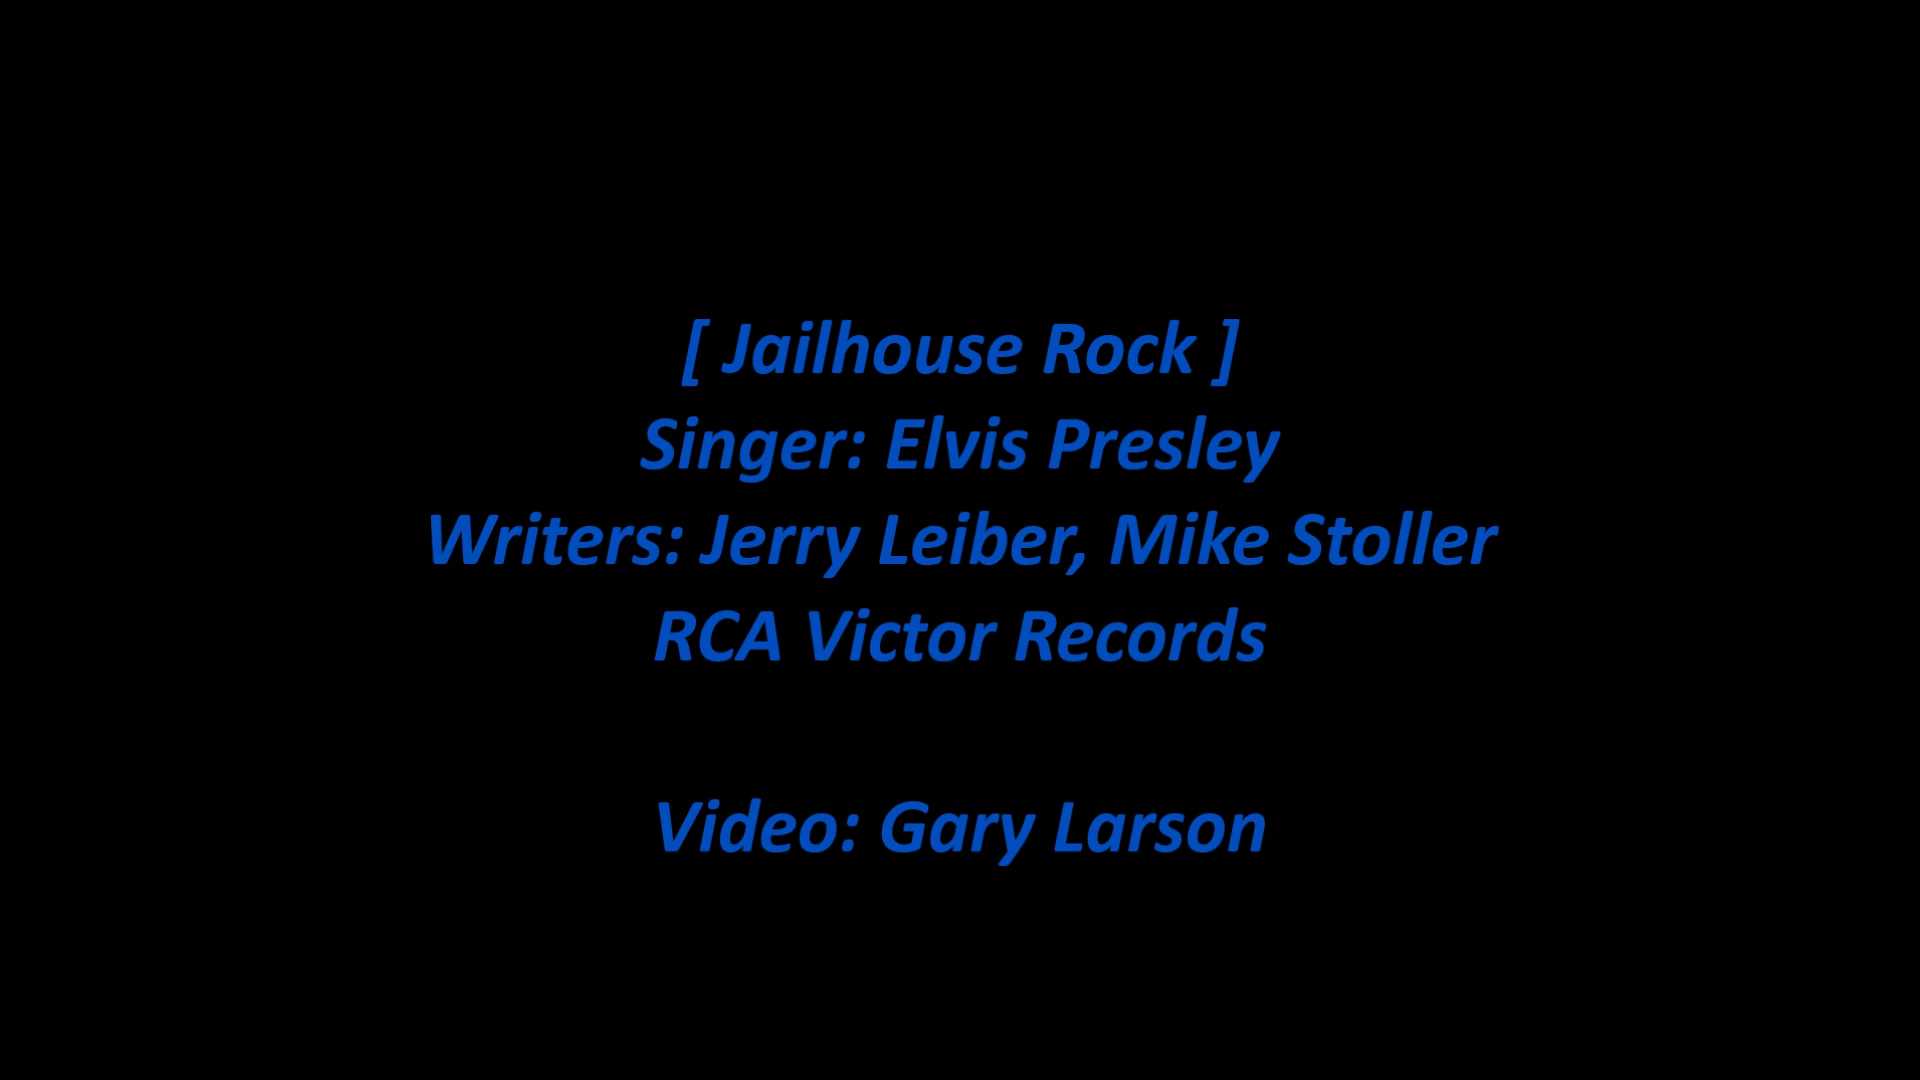 [ Jailhouse Rock ]
Singer: Elvis Presley
Writers: Jerry Leiber, Mike Stoller
RCA Victor Records
Video: Gary Larson